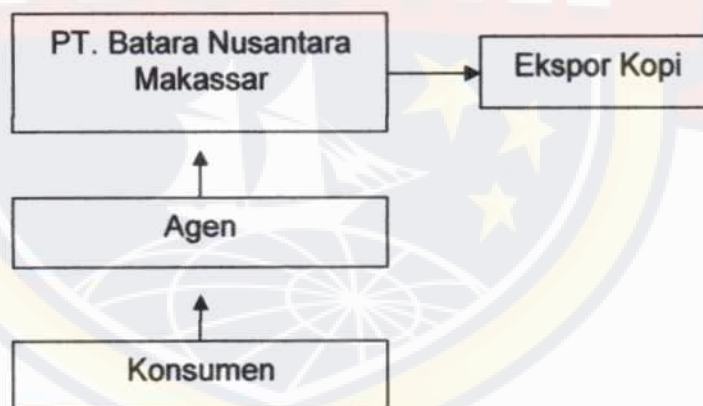 PT. Batara Nusantara
Makassar
Ekspor Kopi
Agen
Konsumen